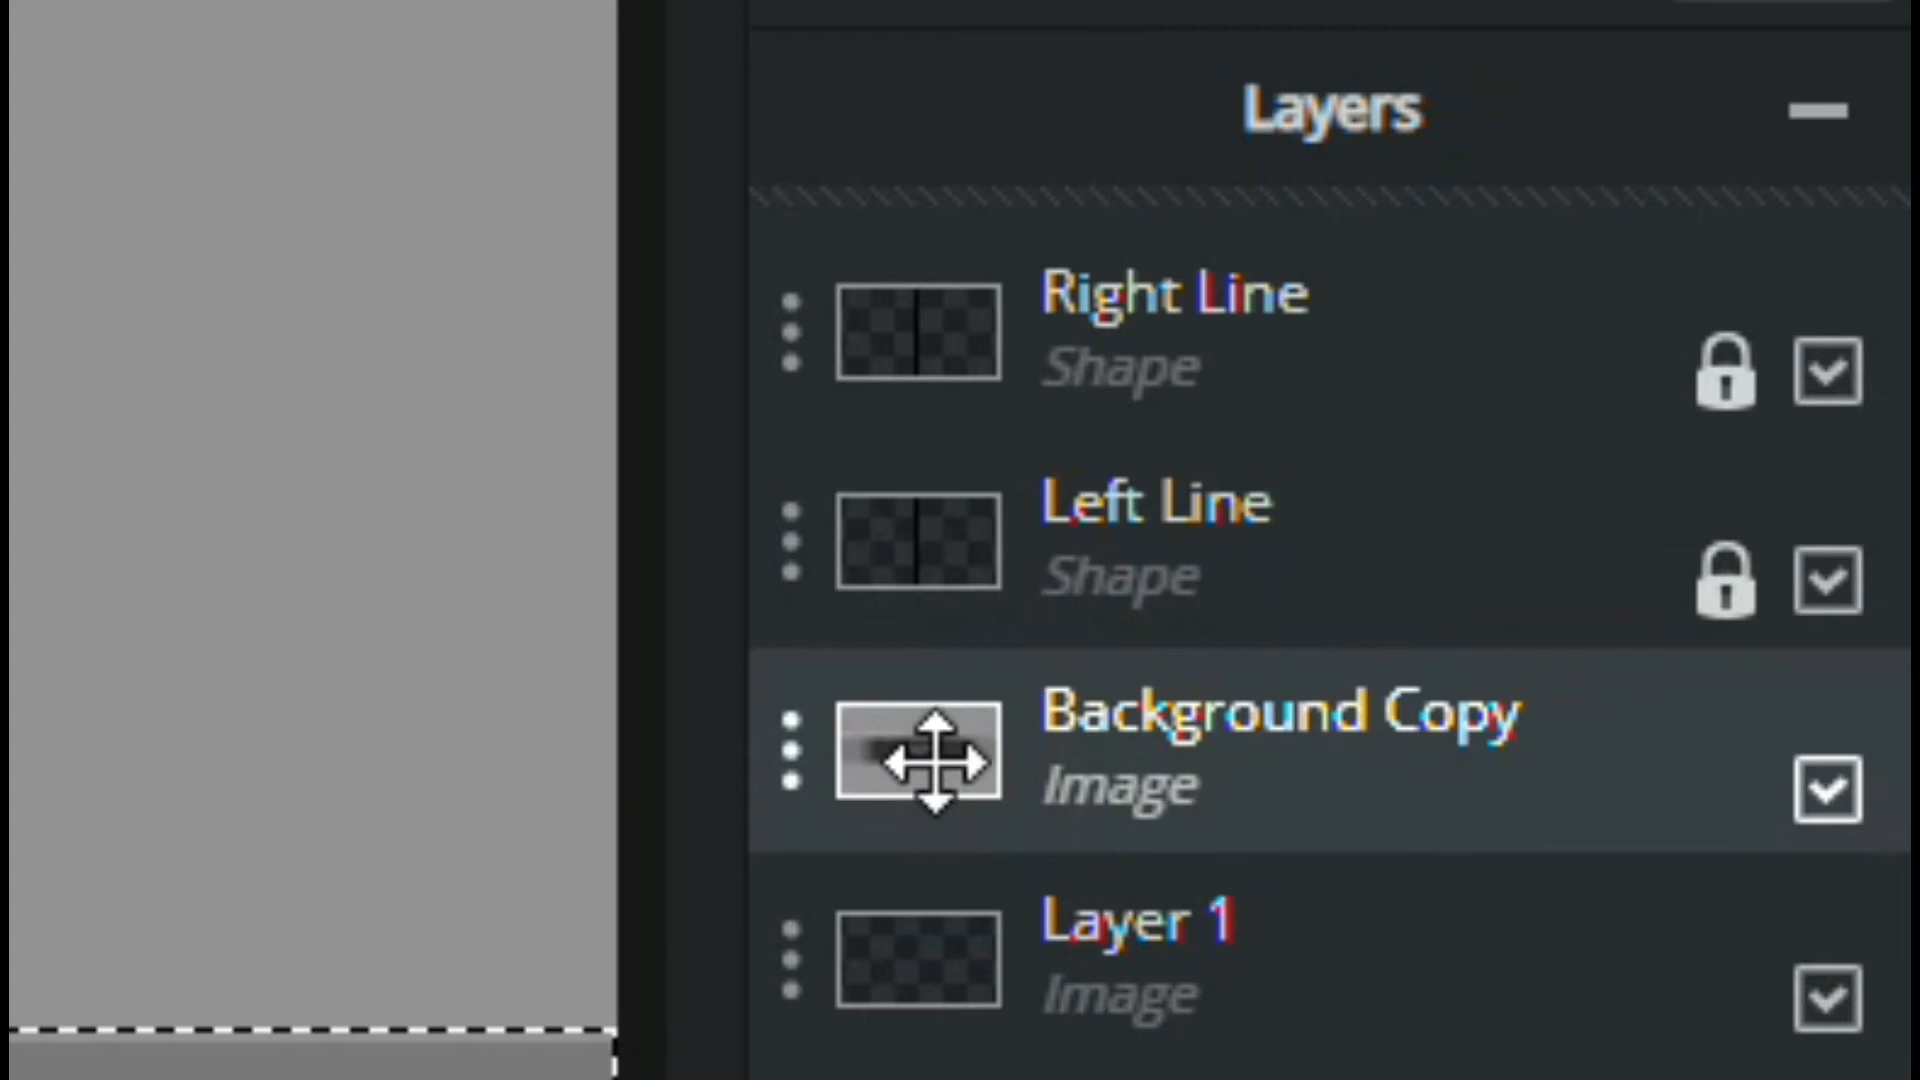 Layers
Right Line
Shape
Left Line
Shape
Background Copy
Image
Layer 1
Image